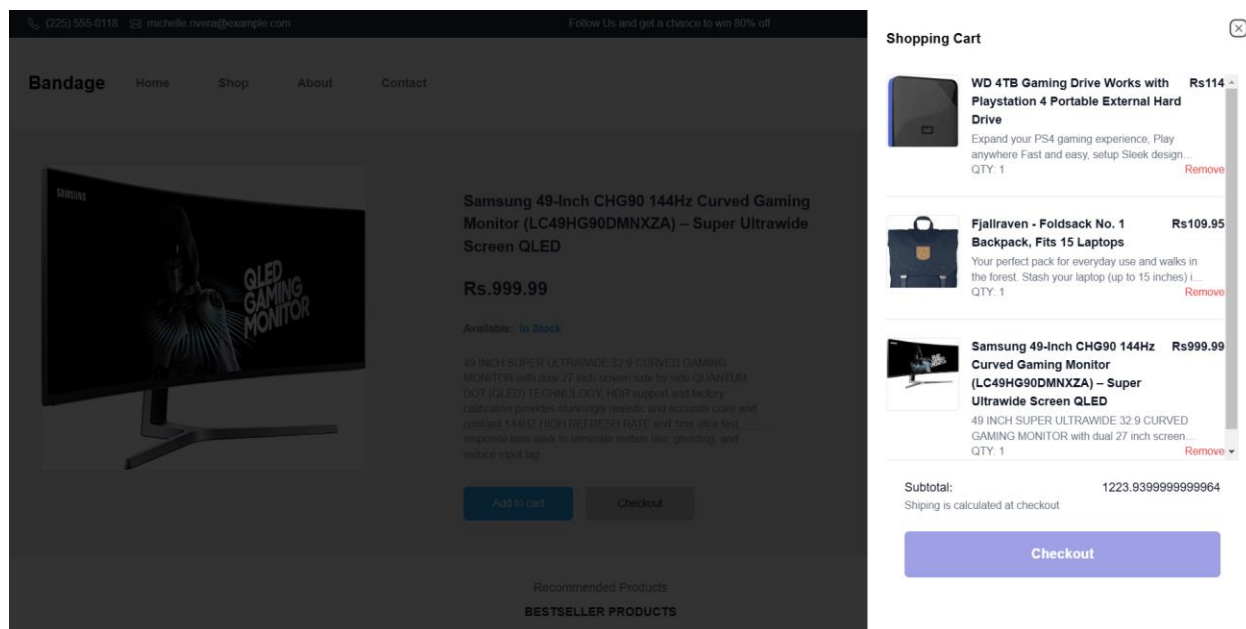 (225) 555-0118 michelle.rivera@example.com Follow Us and get a chance to win 80% off
Bandage Home Shop About Contact
SAMSUNG
QLED
GAMING
MONITOR
Samsung 49-Inch CHG90 144Hz Curved Gaming
Monitor (LC49HG90DMNXZA) – Super Ultrawide
Screen QLED
Rs.999.99
Available: In Stock
49 INCH SUPER ULTRAWIDE 32:9 CURVED GAMING
MONITOR with dual 27 inch screen side by side QUANTUM
DOT (QLED) TECHNOLOGY, HDR support and factory
calibration provides stunningly realistic and accurate color and
contrast 144HZ HIGH REFRESH RATE and 1ms ultra fast
response time work to eliminate motion blur, ghosting, and
reduce input lag
Add to cart Checkout
Recommended Products
BESTSELLER PRODUCTS
Shopping Cart
WD 4TB Gaming Drive Works with Rs114
Playstation 4 Portable External Hard
Drive
Expand your PS4 gaming experience, Play
anywhere Fast and easy, setup Sleek design...
QTY: 1 Remove
Fjallraven - Foldsack No. 1 Rs109.95
Backpack, Fits 15 Laptops
Your perfect pack for everyday use and walks in
the forest. Stash your laptop (up to 15 inches) i...
QTY: 1 Remove
Samsung 49-Inch CHG90 144Hz Rs999.99
Curved Gaming Monitor
(LC49HG90DMNXZA) – Super
Ultrawide Screen QLED
49 INCH SUPER ULTRAWIDE 32:9 CURVED
GAMING MONITOR with dual 27 inch screen...
QTY: 1 Remove
Subtotal: 1223.9399999999964
Shiping is calculated at checkout
Checkout